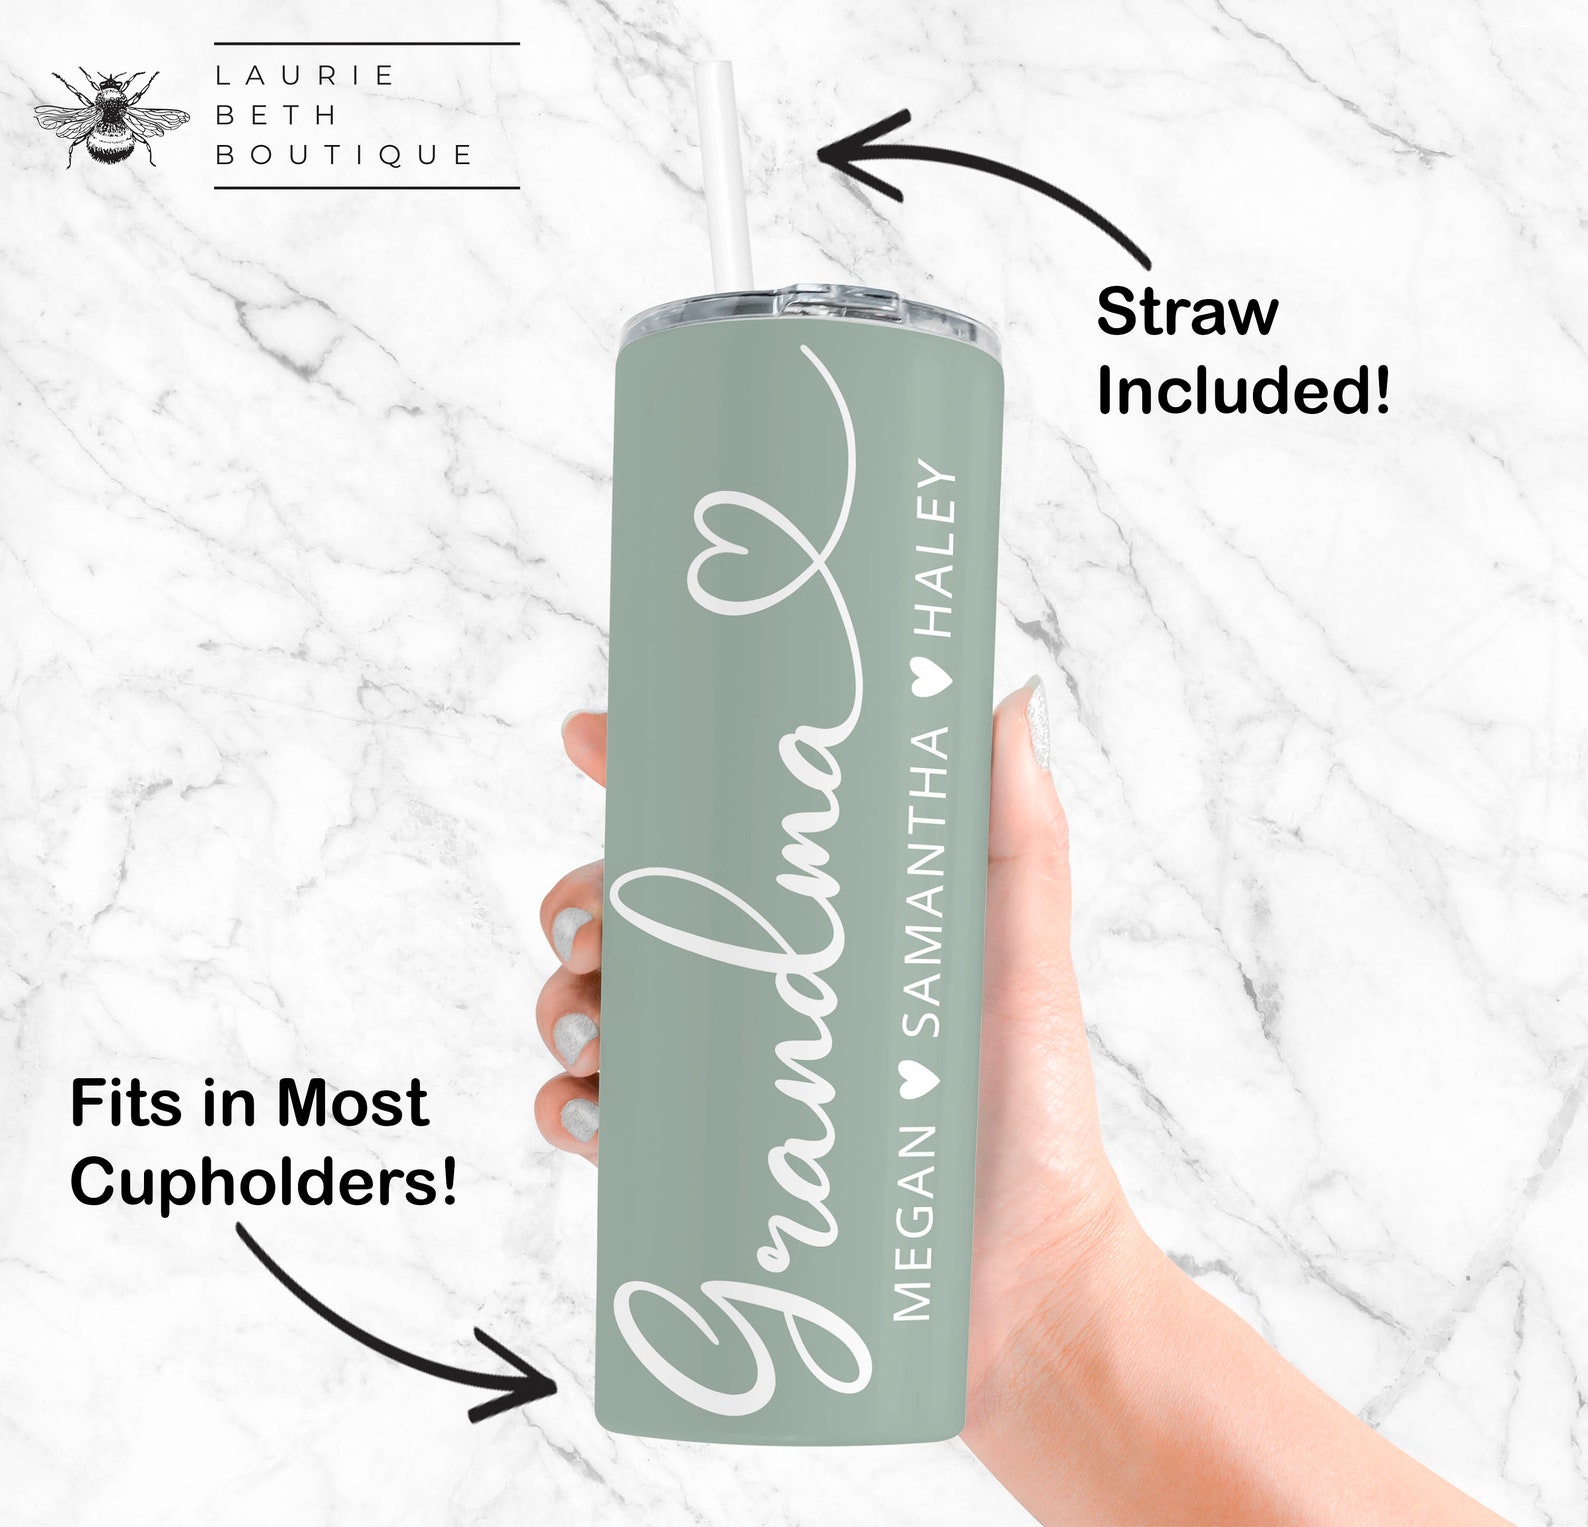 LAURIE
BETH
BOUTIQUE
Straw
Included!
Grandma
MEGAN ♥ SAMANTHA ♥ HALEY
Fits in Most
Cupholders!